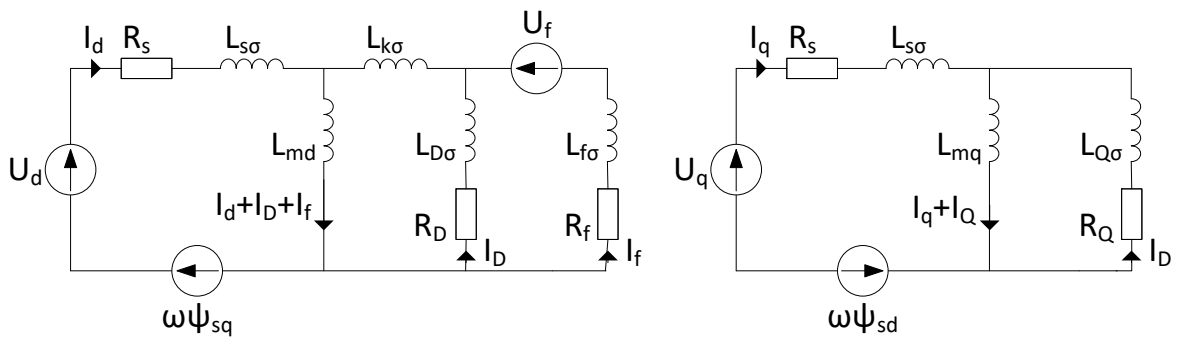 I_d R_s L_sσ L_kσ U_f
L_md L_Dσ L_fσ
U_d
I_d+I_D+I_f
R_D R_f
I_D I_f
ωψ_sq
I_q R_s L_sσ
L_mq L_Qσ
U_q
I_q+I_Q
R_Q
I_D
ωψ_sd